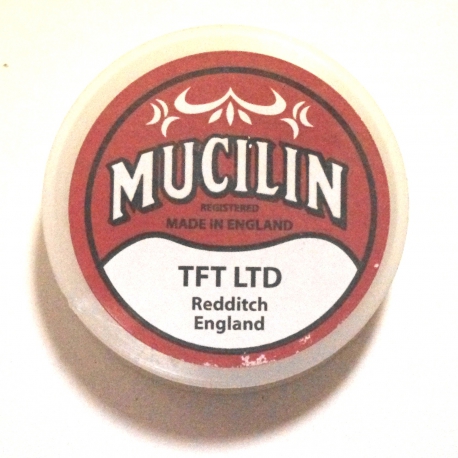 MUCILIN
REGISTERED
MADE IN ENGLAND
TFT LTD
Redditch
England